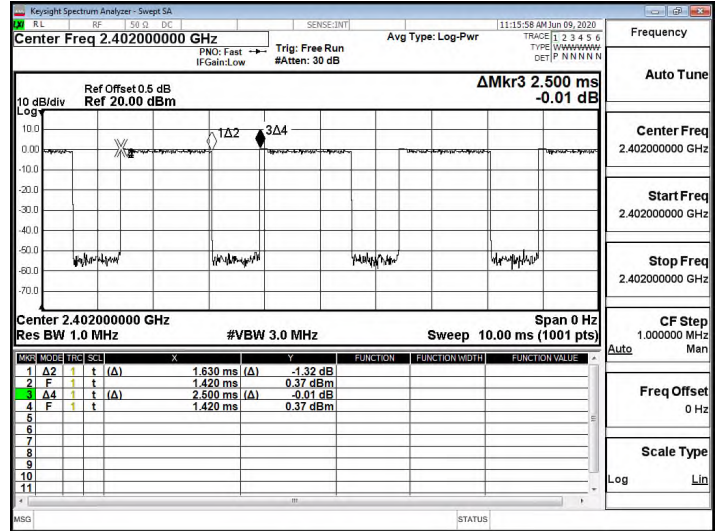 Keysight Spectrum Analyzer - Swept SA
LXI RL RF 50 Ω DC SENSE:INT 11:15:58 AM Jun 09, 2020
Center Freq 2.402000000 GHz
PNO: Fast
IFGain:Low
Trig: Free Run
#Atten: 30 dB
Avg Type: Log-Pwr
TRACE 1 2 3 4 5 6
TYPE WWWWWW
DET P N N N N N
ΔMkr3 2.500 ms
-0.01 dB
Ref Offset 0.5 dB
10 dB/div Ref 20.00 dBm
Log
10.0
0.00
-10.0
-20.0
-30.0
-40.0
-50.0
-60.0
-70.0
1Δ2
3Δ4
Center 2.402000000 GHz Span 0 Hz
Res BW 1.0 MHz #VBW 3.0 MHz Sweep 10.00 ms (1001 pts)
MKR MODE TRC SCL X Y FUNCTION FUNCTION WIDTH FUNCTION VALUE
1 Δ2 1 t (Δ) 1.630 ms (Δ) -1.32 dB
2 F 1 t 1.420 ms 0.37 dBm
3 Δ4 1 t (Δ) 2.500 ms (Δ) -0.01 dB
4 F 1 t 1.420 ms 0.37 dBm
5
6
7
8
9
10
11
MSG STATUS
Frequency
Auto Tune
Center Freq
2.402000000 GHz
Start Freq
2.402000000 GHz
Stop Freq
2.402000000 GHz
CF Step
1.000000 MHz
Auto Man
Freq Offset
0 Hz
Scale Type
Log Lin